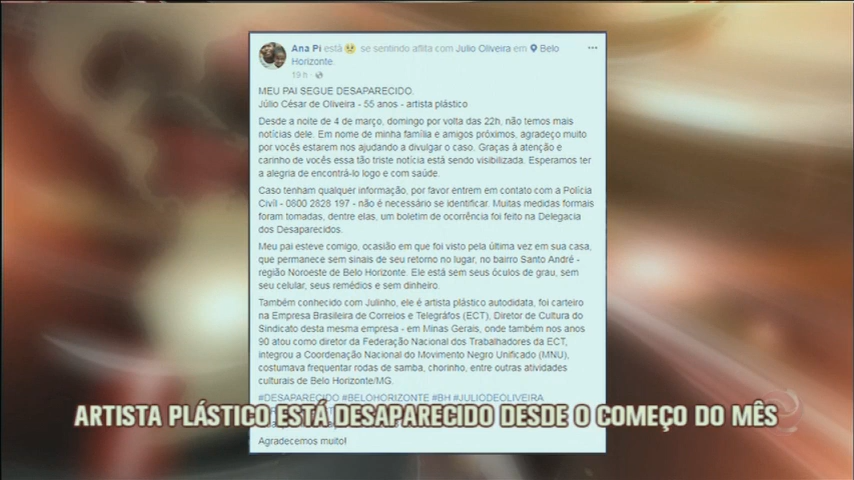 Ana Pi está se sentindo aflita com Julio Oliveira em Belo
Horizonte.
19 h
MEU PAI SEGUE DESAPARECIDO.
Júlio César de Oliveira - 55 anos - artista plástico
Desde a noite de 4 de março, domingo por volta das 22h, não temos mais
notícias dele. Em nome de minha família e amigos próximos, agradeço muito
por vocês estarem nos ajudando a divulgar o caso. Graças à atenção e
carinho de vocês essa tão triste notícia está sendo visibilizada. Esperamos ter
a alegria de encontrá-lo logo e com saúde.
Caso tenham qualquer informação, por favor entrem em contato com a Polícia
Civil - 0800 2828 197 - não é necessário se identificar. Muitas medidas formais
foram tomadas, dentre elas, um boletim de ocorrência foi feito na Delegacia
dos Desaparecidos.
Meu pai esteve comigo, ocasião em que foi visto pela última vez em sua casa,
que permanece sem sinais de seu retorno no lugar, no bairro Santo André -
região Noroeste de Belo Horizonte. Ele está sem seus óculos de grau, sem
seu celular, seus remédios e sem dinheiro.
Também conhecido com Julinho, ele é artista plástico autodidata, foi carteiro
na Empresa Brasileira de Correios e Telegráfos (ECT), Diretor de Cultura do
Sindicato desta mesma empresa - em Minas Gerais, onde também nos anos
90 atou como diretor da Federação Nacional dos Trabalhadores da ECT,
integrou a Coordenação Nacional do Movimento Negro Unificado (MNU),
costumava frequentar rodas de samba, chorinho, entre outras atividades
culturais de Belo Horizonte/MG.
#DESAPARECIDO #BELOHORIZONTE #BH #JULIODEOLIVEIRA
ARTISTA PLÁSTICO ESTÁ DESAPARECIDO DESDE O COMEÇO DO MÊS
Agradecemos muito!